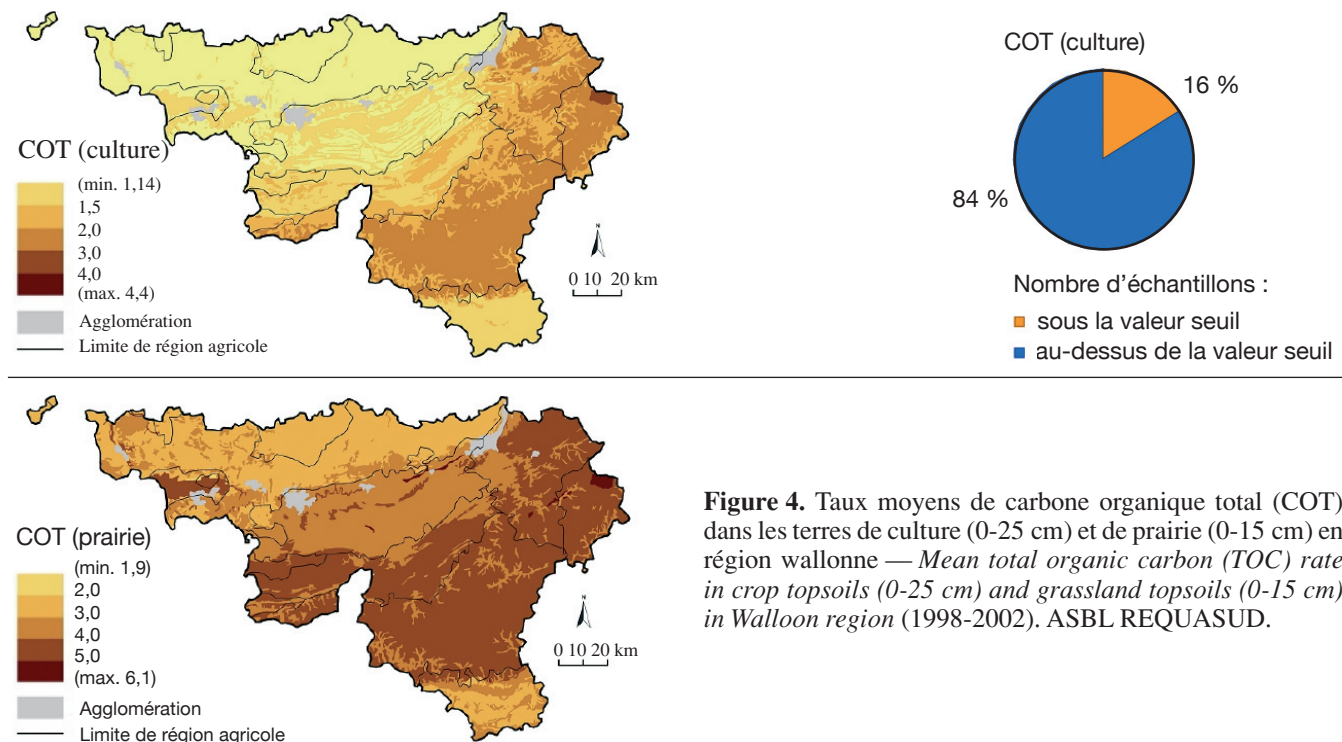 COT (culture)
(min. 1,14)
1,5
2,0
3,0
4,0
(max. 4,4)
Agglomération
Limite de région agricole
N
0 10 20 km
COT (culture)
16 %
84 %
Nombre d'échantillons :
sous la valeur seuil
au-dessus de la valeur seuil
COT (prairie)
(min. 1,9)
2,0
3,0
4,0
5,0
(max. 6,1)
Agglomération
Limite de région agricole
N
0 10 20 km
Figure 4. Taux moyens de carbone organique total (COT)
dans les terres de culture (0-25 cm) et de prairie (0-15 cm) en
région wallonne — Mean total organic carbon (TOC) rate
in crop topsoils (0-25 cm) and grassland topsoils (0-15 cm)
in Walloon region (1998-2002). ASBL REQUASUD.